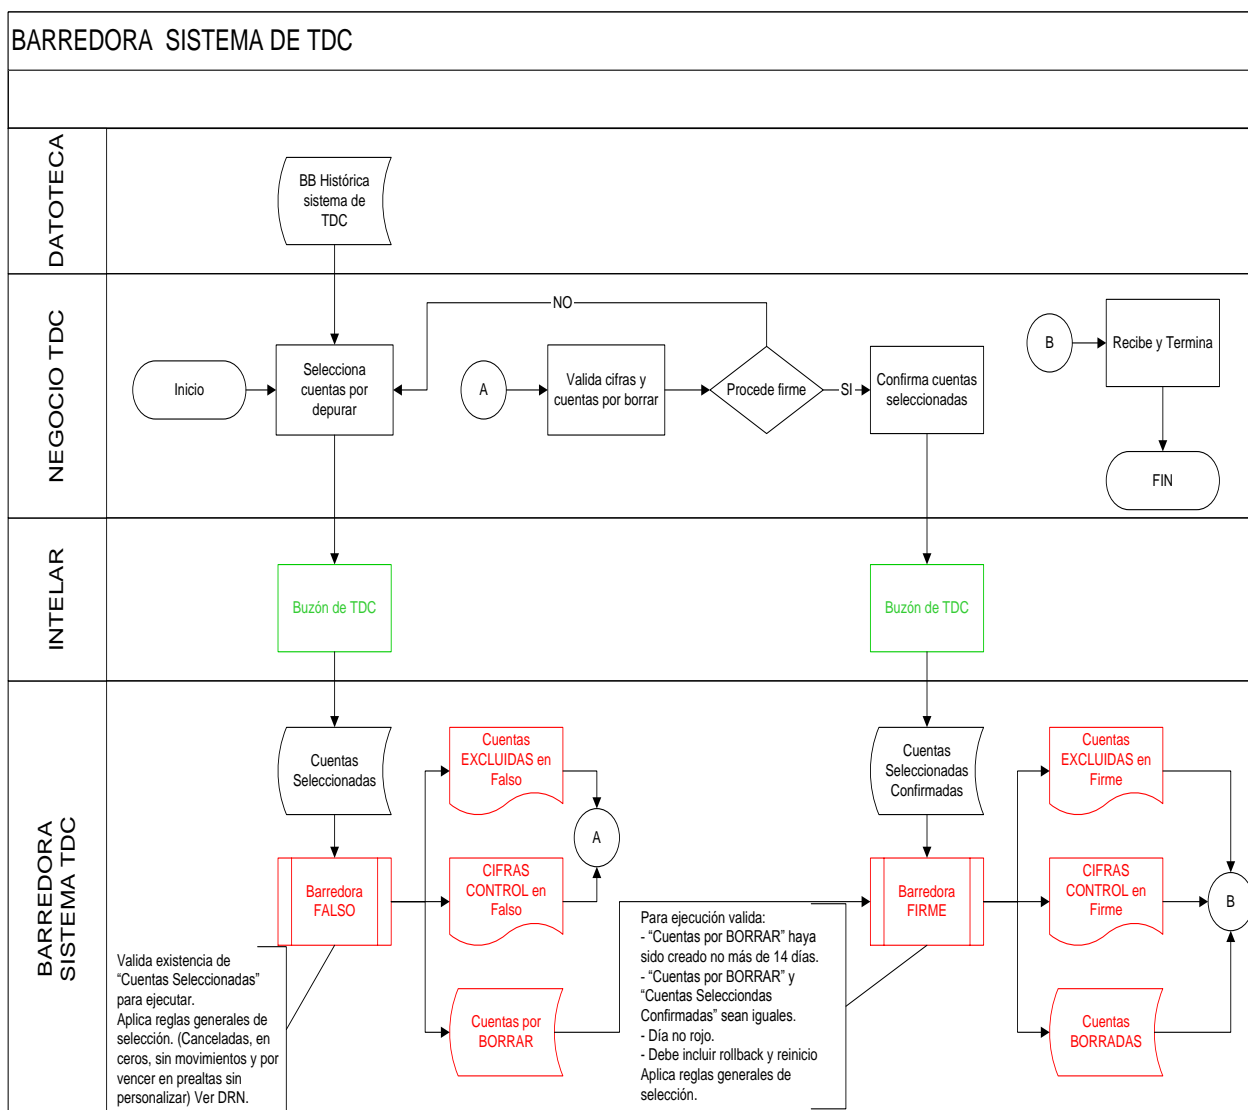 BARREDORA  SISTEMA DE TDC
DATOTECA
BB Histórica
sistema de
TDC
NEGOCIO TDC
Inicio
Selecciona
cuentas por
depurar
NO
A
Valida cifras y
cuentas por borrar
Procede firme
SI
Confirma cuentas
seleccionadas
B
Recibe y Termina
FIN
INTELAR
Buzón de TDC
Buzón de TDC
BARREDORA
SISTEMA TDC
Cuentas
Seleccionadas
Cuentas
EXCLUIDAS en
Falso
A
Barredora
FALSO
CIFRAS
CONTROL en
Falso
Cuentas por
BORRAR
Valida existencia de
“Cuentas Seleccionadas”
para ejecutar.
Aplica reglas generales de
selección. (Canceladas, en
ceros, sin movimientos y por
vencer en prealtas sin
personalizar) Ver DRN.
Cuentas
Seleccionadas
Confirmadas
Cuentas
EXCLUIDAS en
Firme
Barredora
FIRME
CIFRAS
CONTROL en
Firme
B
Cuentas
BORRADAS
Para ejecución valida:
- “Cuentas por BORRAR” haya
sido creado no más de 14 días.
- “Cuentas por BORRAR” y
“Cuentas Selecciondas
Confirmadas” sean iguales.
- Día no rojo.
- Debe incluir rollback y reinicio
Aplica reglas generales de
selección.